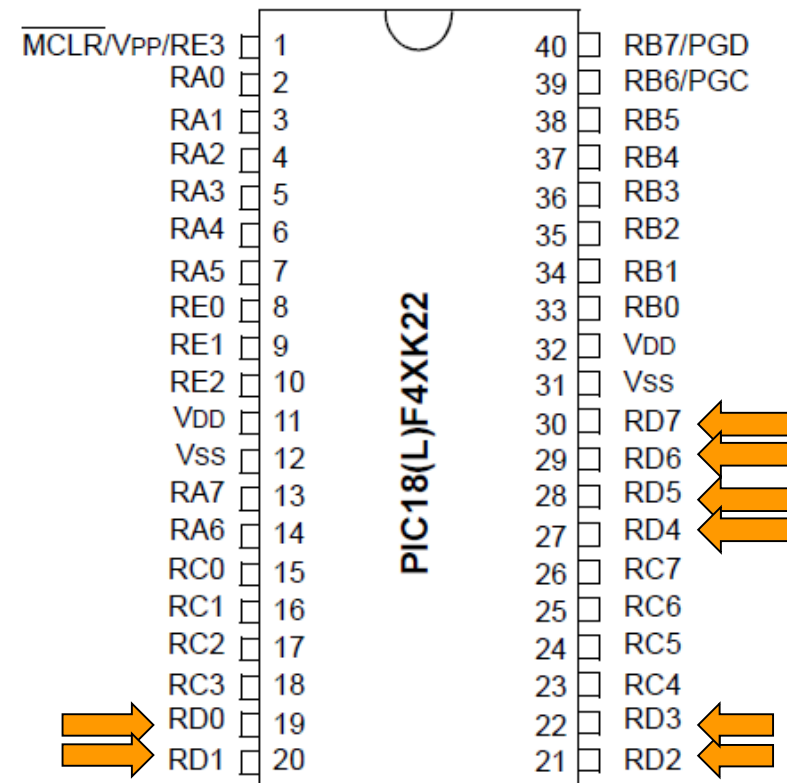 MCLR/VPP/RE3 1 40 RB7/PGD
RA0 2 39 RB6/PGC
RA1 3 38 RB5
RA2 4 37 RB4
RA3 5 36 RB3
RA4 6 35 RB2
RA5 7 34 RB1
RE0 8 33 RB0
RE1 9 32 VDD
RE2 10 31 VSS
VDD 11 30 RD7
VSS 12 29 RD6
RA7 13 28 RD5
RA6 14 27 RD4
RC0 15 26 RC7
RC1 16 25 RC6
RC2 17 24 RC5
RC3 18 23 RC4
RD0 19 22 RD3
RD1 20 21 RD2
PIC18(L)F4XK22